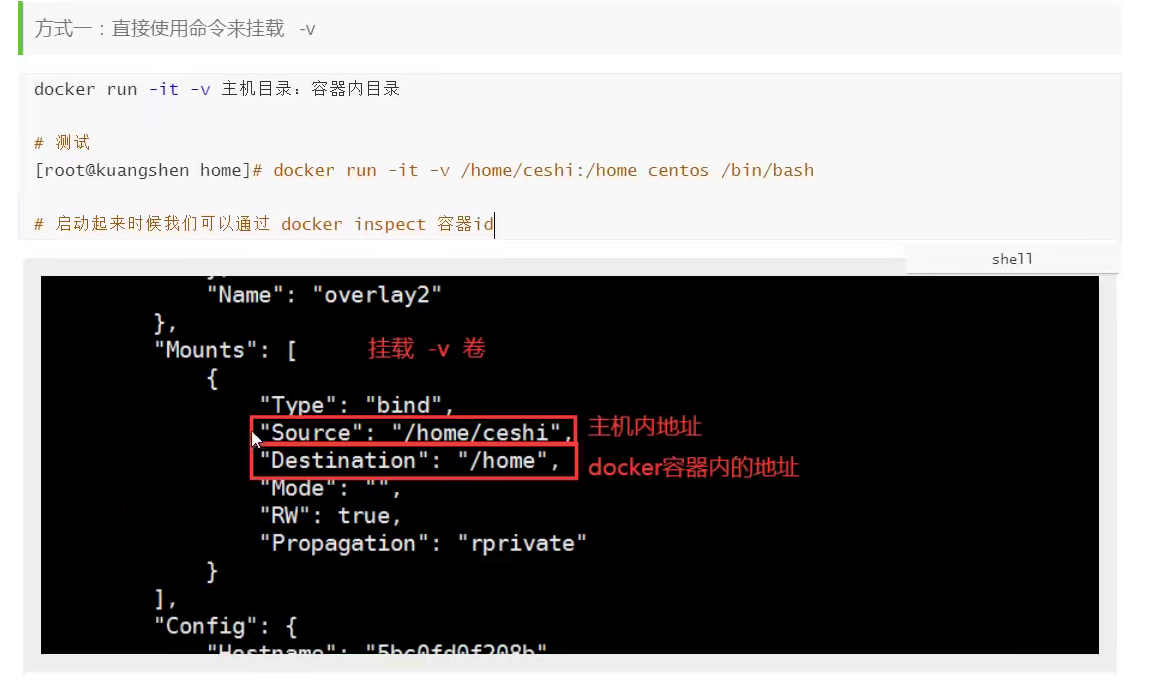 方式一：直接使用命令来挂载 -v
docker run -it -v 主机目录：容器内目录
# 测试
[root@kuangshen home]# docker run -it -v /home/ceshi:/home centos /bin/bash
# 启动起来时候我们可以通过 docker inspect 容器id
shell
"Name": "overlay2"
},
"Mounts": [ 挂载 -v 卷
{
"Type": "bind",
"Source": "/home/ceshi", 主机内地址
"Destination": "/home", docker容器内的地址
"Mode": "",
"RW": true,
"Propagation": "rprivate"
}
],
"Config": {
"Hostname": "5bc0fd0f208b"